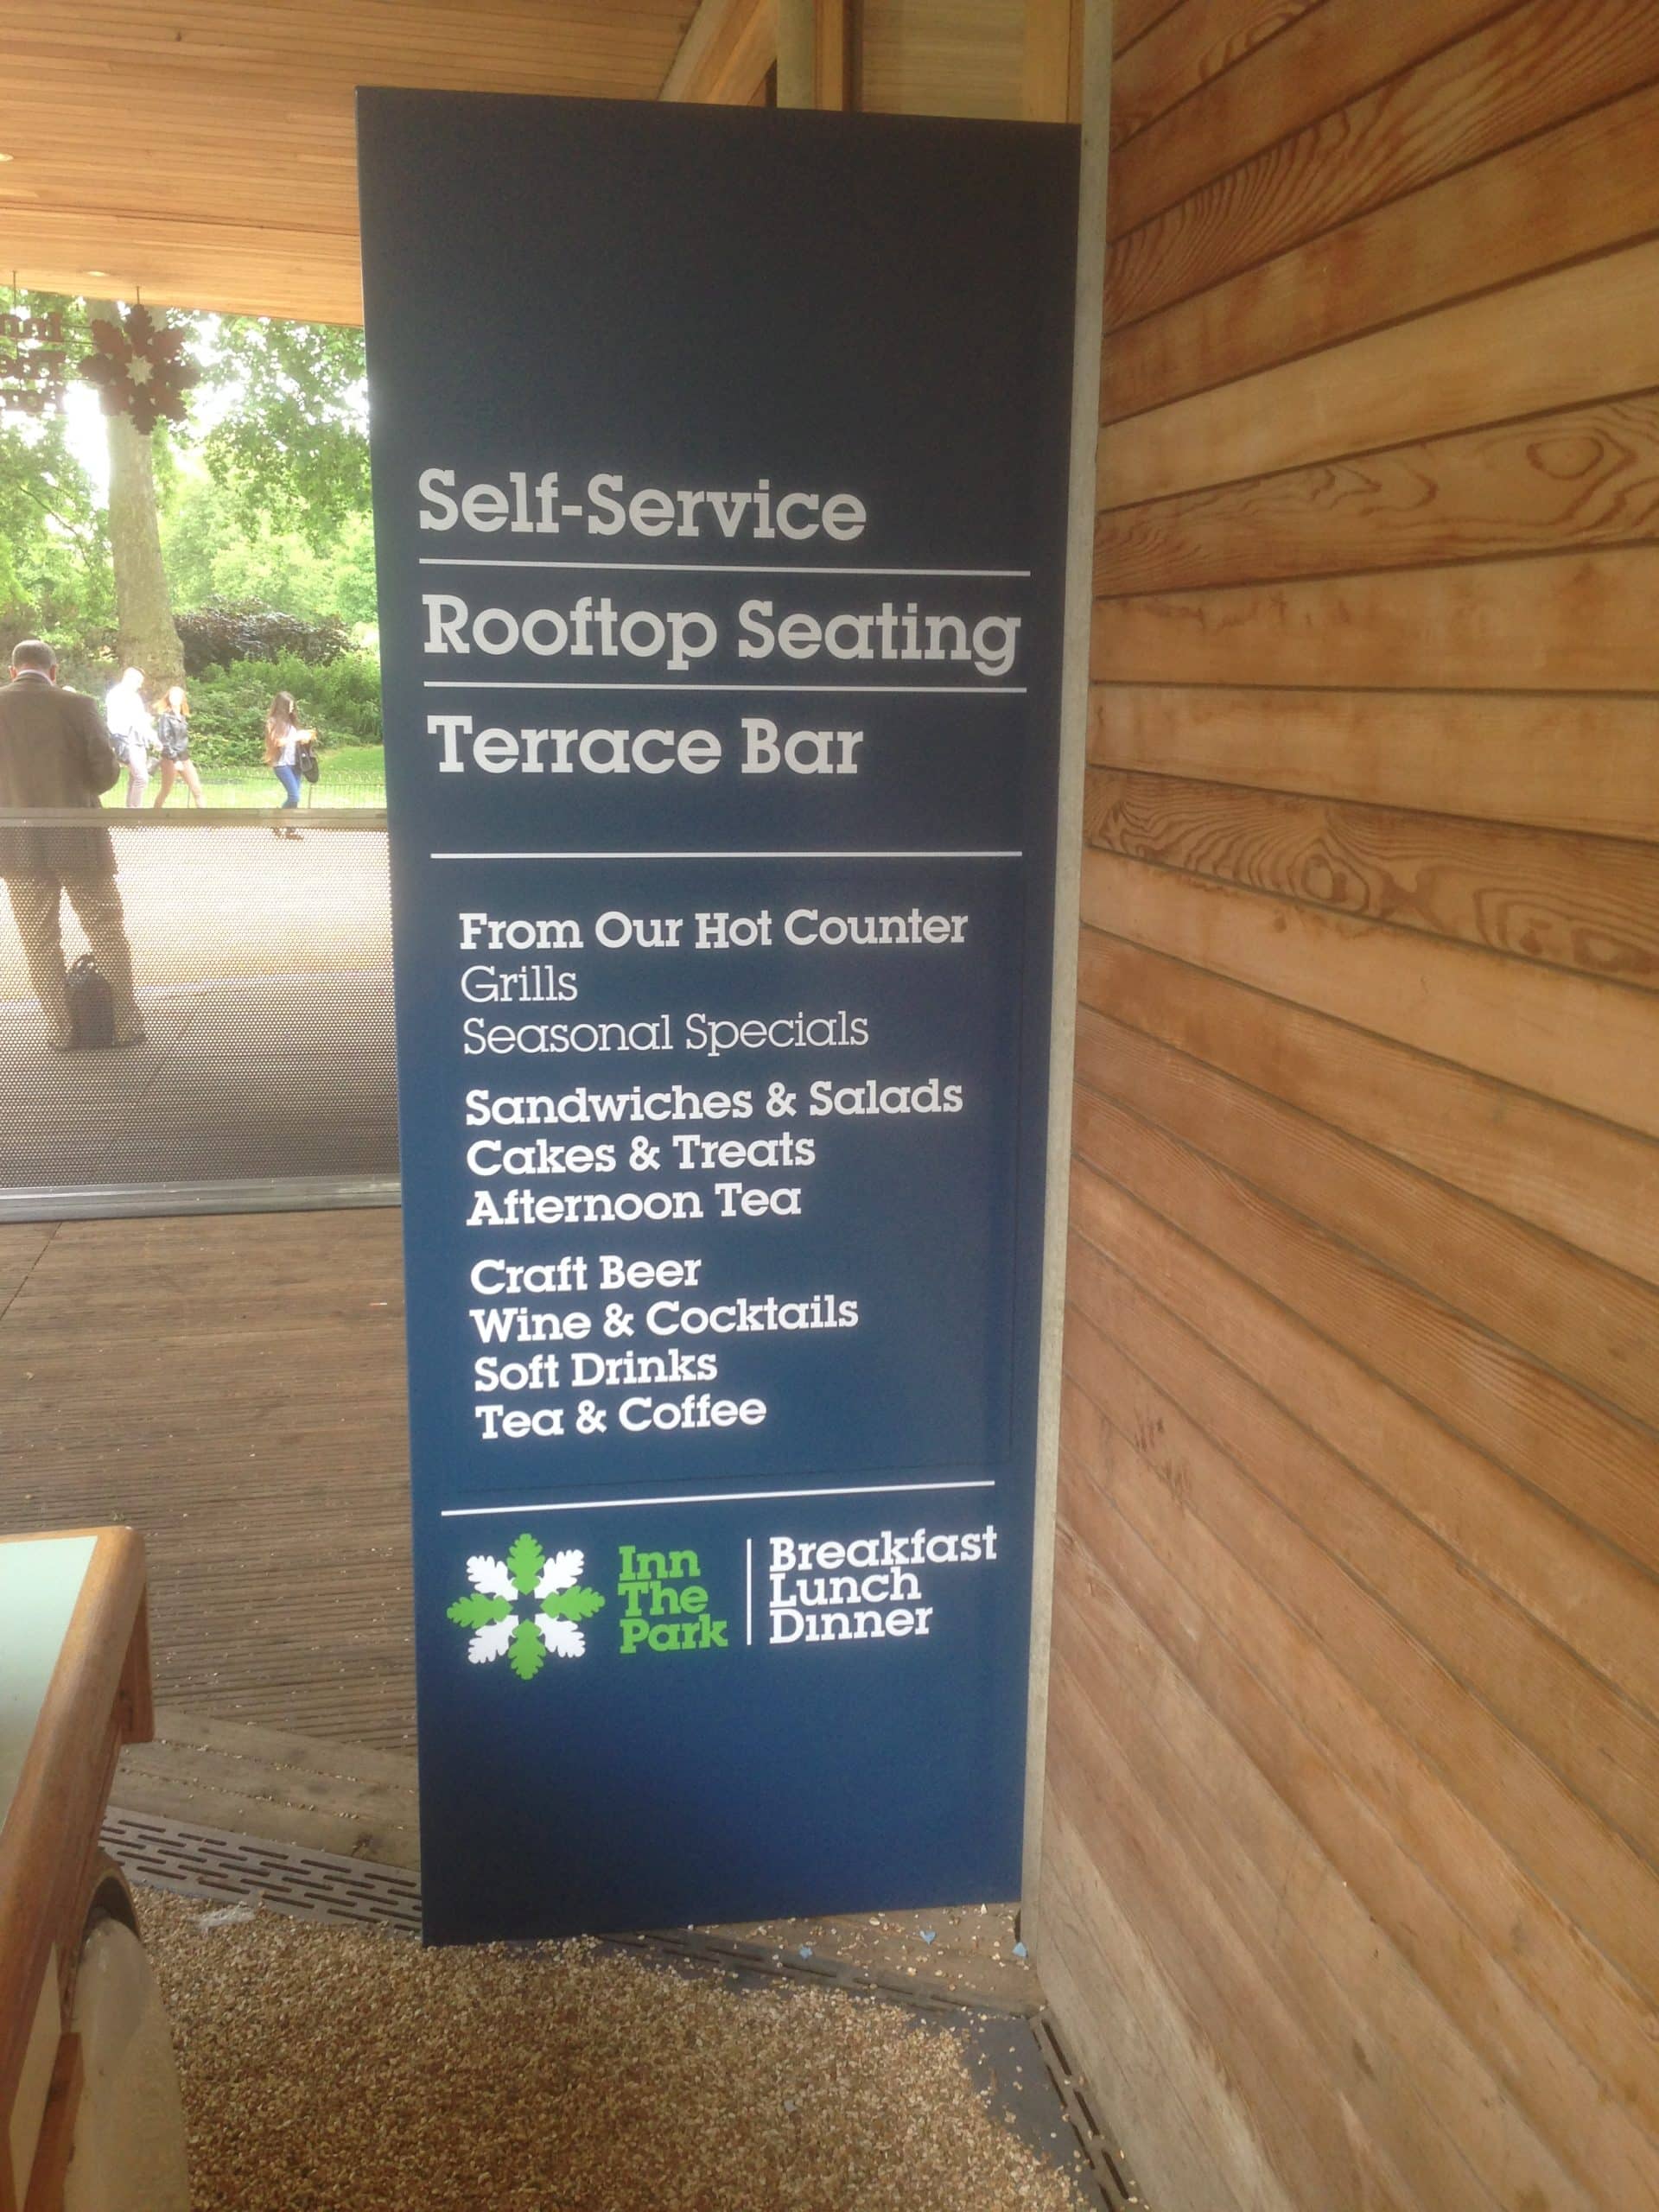 Self-Service
Rooftop Seating
Terrace Bar
From Our Hot Counter
Grills
Seasonal Specials
Sandwiches & Salads
Cakes & Treats
Afternoon Tea
Craft Beer
Wine & Cocktails
Soft Drinks
Tea & Coffee
Inn
The
Park
Breakfast
Lunch
Dinner